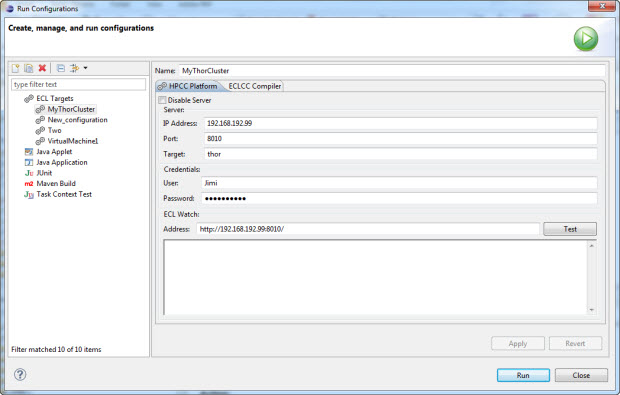 Run Configurations
Create, manage, and run configurations
type filter text
ECL Targets
MyThorCluster
New_configuration
Two
VirtualMachine1
Java Applet
Java Application
Ju JUnit
m2 Maven Build
Task Context Test
Filter matched 10 of 10 items
Name: MyThorCluster
HPCC Platform ECLCC Compiler
Disable Server
Server:
IP Address: 192.168.192.99
Port: 8010
Target: thor
Credentials:
User: Jimi
Password: ●●●●●●●●●●
ECL Watch:
Address: http://192.168.192.99:8010/ Test
Apply Revert
? Run Close